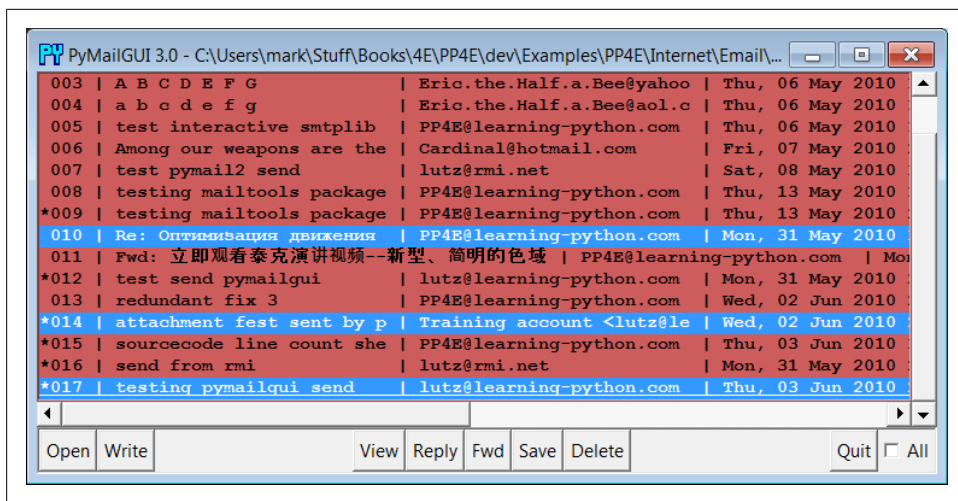 PY PyMailGUI 3.0 - C:\Users\mark\Stuff\Books\4E\PP4E\dev\Examples\PP4E\Internet\Email\...
003 | A B C D E F G | Eric.the.Half.a.Bee@yahoo | Thu, 06 May 2010
004 | a b c d e f g | Eric.the.Half.a.Bee@aol.c | Thu, 06 May 2010
005 | test interactive smtplib | PP4E@learning-python.com | Thu, 06 May 2010
006 | Among our weapons are the | Cardinal@hotmail.com | Fri, 07 May 2010
007 | test pymail2 send | lutz@rmi.net | Sat, 08 May 2010
008 | testing mailtools package | PP4E@learning-python.com | Thu, 13 May 2010
*009 | testing mailtools package | PP4E@learning-python.com | Thu, 13 May 2010
010 | Re: Оптимизация движения | PP4E@learning-python.com | Mon, 31 May 2010
011 | Fwd: 立即观看泰克演讲视频--新型、简明的色域 | PP4E@learning-python.com | Mon
*012 | test send pymailgui | lutz@learning-python.com | Mon, 31 May 2010
013 | redundant fix 3 | PP4E@learning-python.com | Wed, 02 Jun 2010
*014 | attachment fest sent by p | Training account <lutz@le | Wed, 02 Jun 2010
*015 | sourcecode line count she | PP4E@learning-python.com | Thu, 03 Jun 2010
*016 | send from rmi | lutz@rmi.net | Mon, 31 May 2010
*017 | testing pymailgui send | lutz@learning-python.com | Thu, 03 Jun 2010
Open Write View Reply Fwd Save Delete Quit All